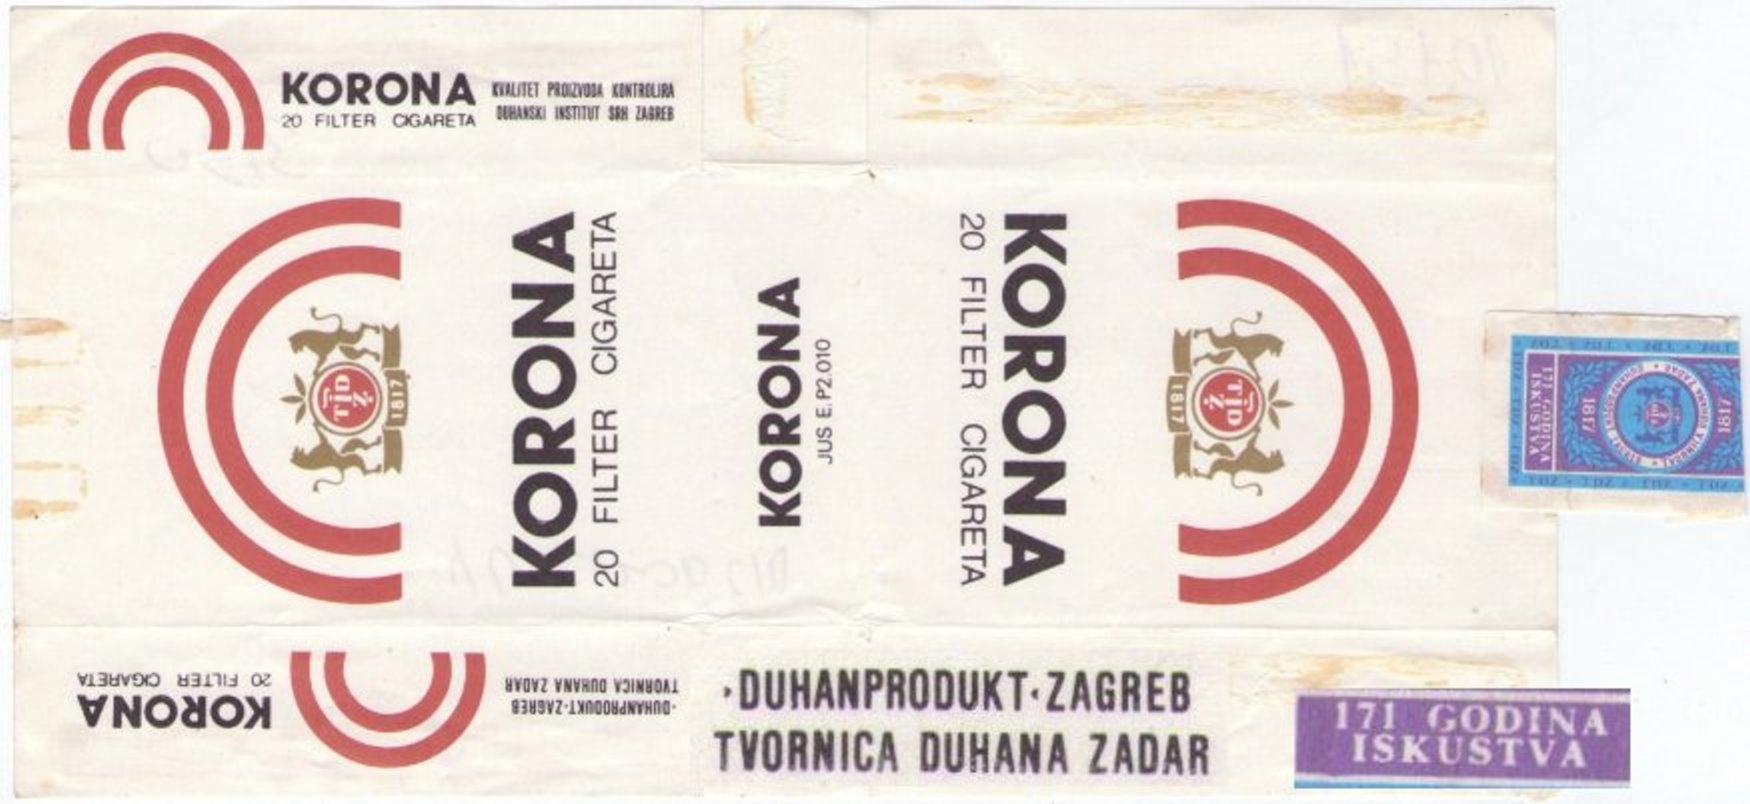 KORONA
20 FILTER CIGARETA
KVALITET PROIZVODA KONTROLIRA
DUHANSKI INSTITUT SRH ZAGREB
TDŽ
1817
KORONA
20 FILTER CIGARETA
KORONA
JUS E.P2.010
KORONA
20 FILTER CIGARETA
TDŽ
1817
171 GODINA
ISKUSTVA
1817
1817
KORONA
20 FILTER CIGARETA
·DUHANPRODUKT·ZAGREB
TVORNICA DUHANA ZADAR
·DUHANPRODUKT·ZAGREB
TVORNICA DUHANA ZADAR
171 GODINA
ISKUSTVA